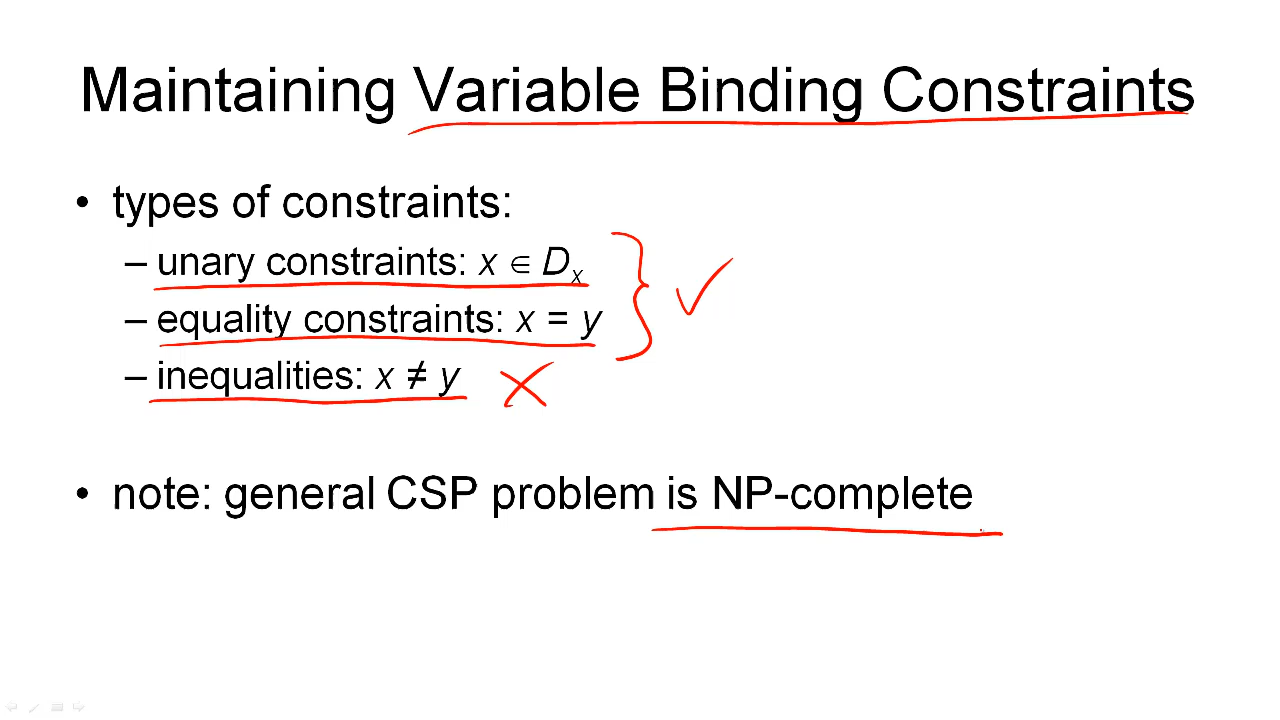 Maintaining Variable Binding Constraints
• types of constraints:
– unary constraints: x ∈ Dx
– equality constraints: x = y
– inequalities: x ≠ y
• note: general CSP problem is NP-complete